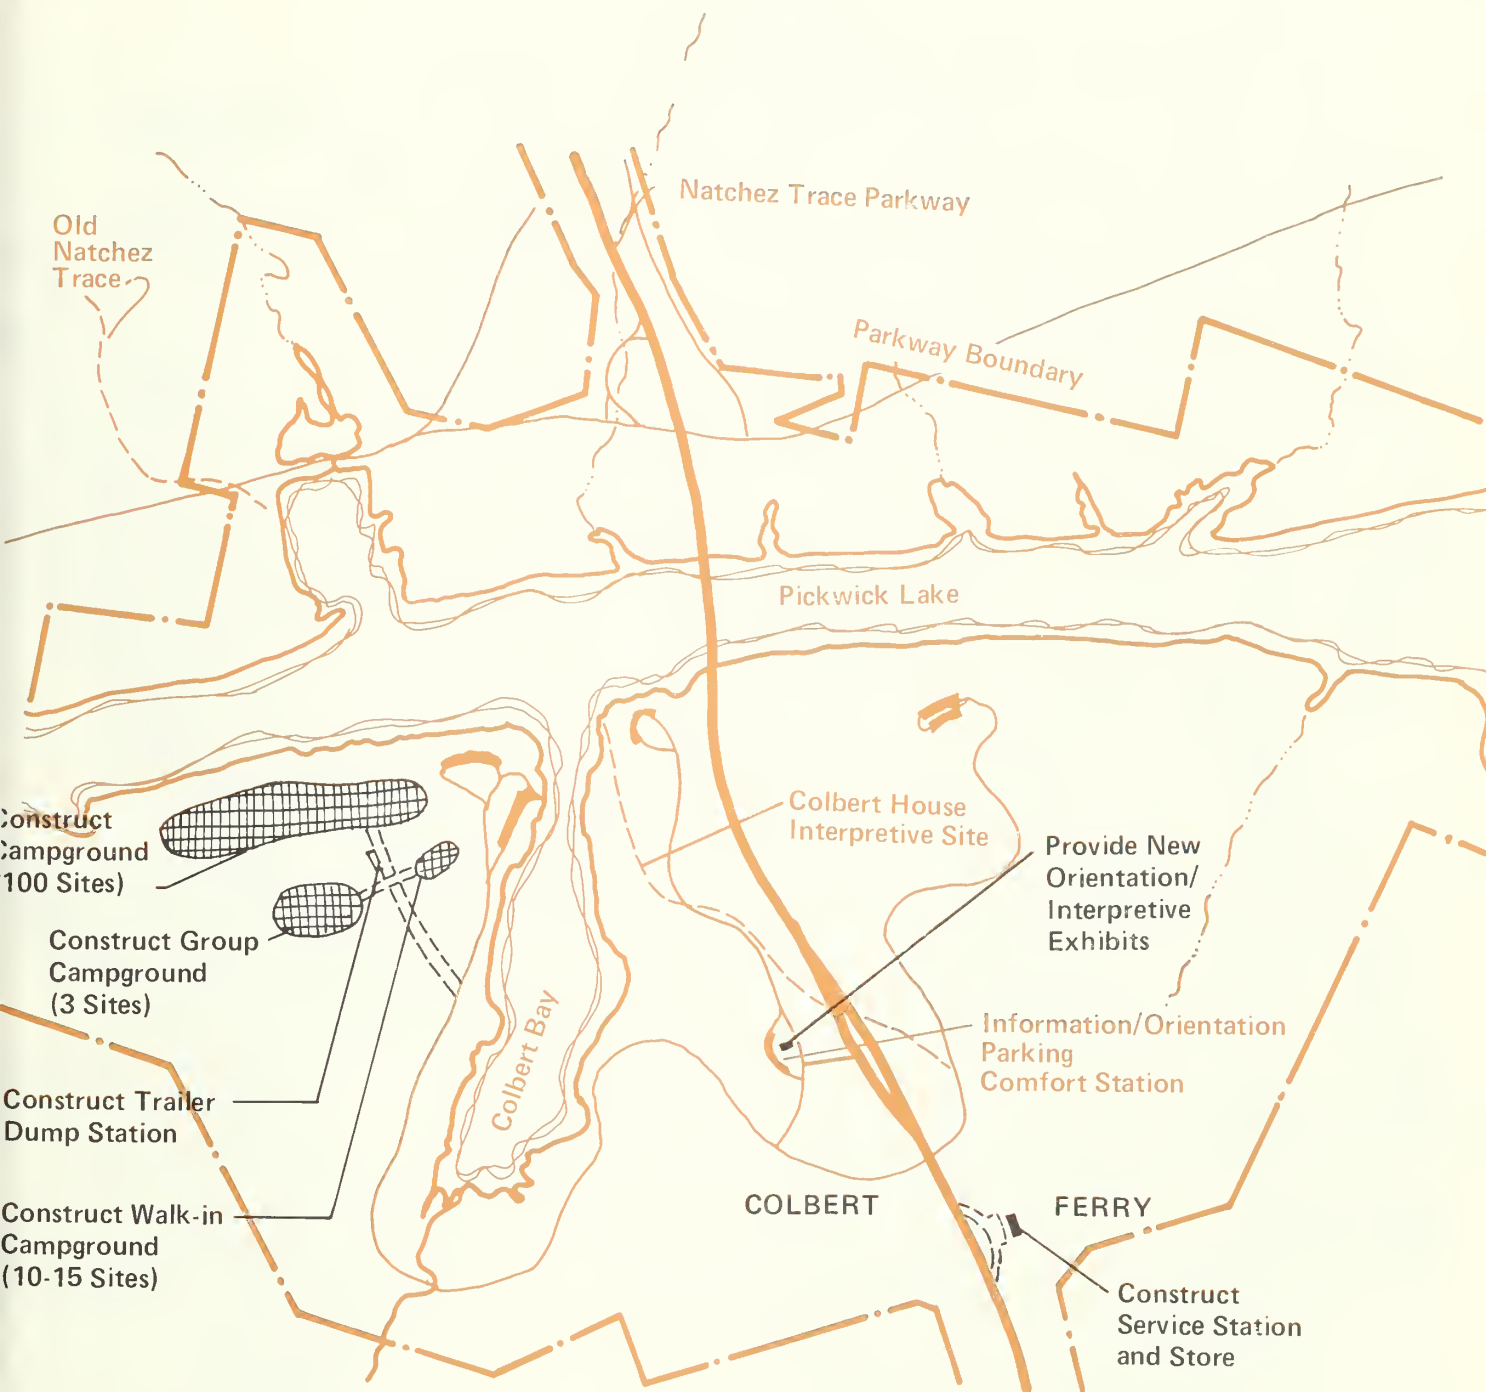 Natchez Trace Parkway
Old
Natchez
Trace
Parkway Boundary
Pickwick Lake
Colbert House
Interpretive Site
Construct
Campground
100 Sites)
Provide New
Orientation/
Interpretive
Exhibits
Construct Group
Campground
(3 Sites)
Colbert Bay
Information/Orientation
Parking
Comfort Station
Construct Trailer
Dump Station
Construct Walk-in
Campground
(10-15 Sites)
COLBERT FERRY
Construct
Service Station
and Store